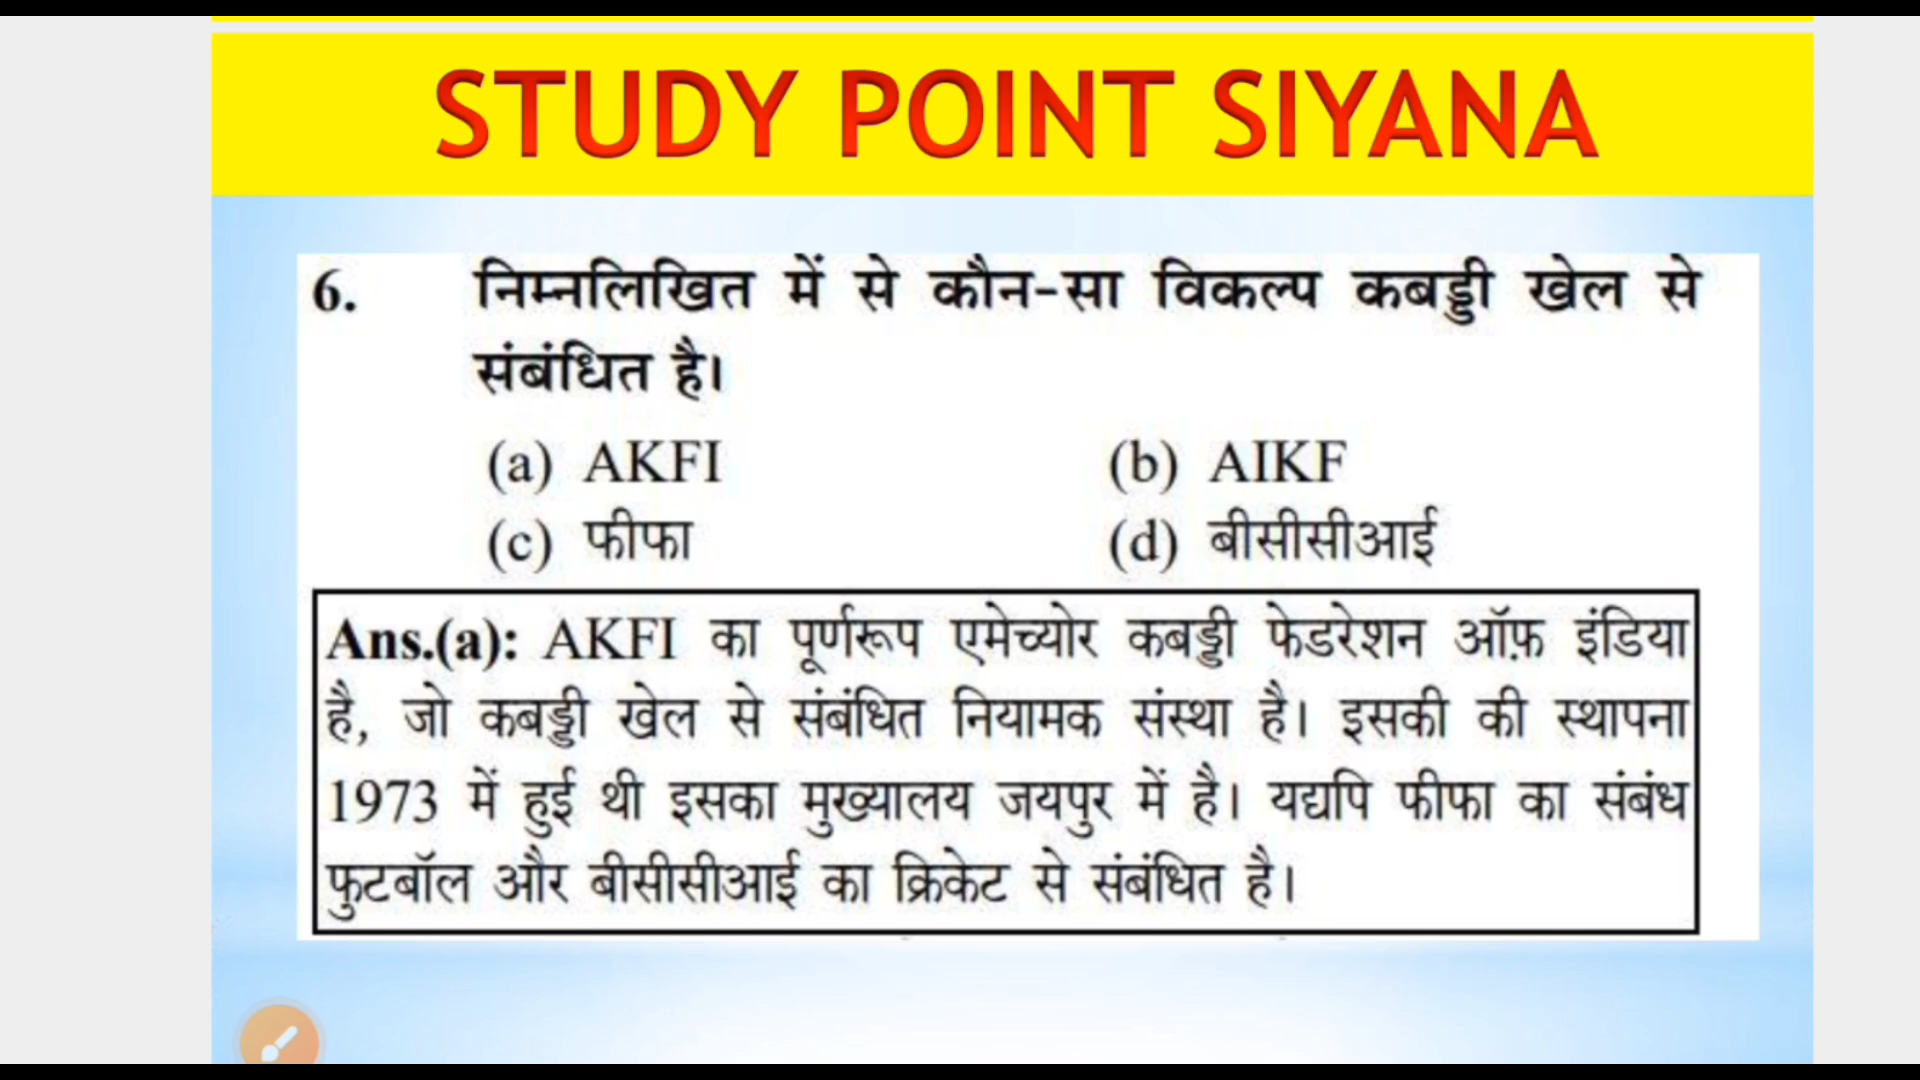 STUDY POINT SIYANA
6. निम्नलिखित में से कौन-सा विकल्प कबड्डी खेल से
संबंधित है।
(a) AKFI (b) AIKF
(c) फीफा (d) बीसीसीआई
Ans.(a): AKFI का पूर्णरूप एमेच्योर कबड्डी फेडरेशन ऑफ़ इंडिया
है, जो कबड्डी खेल से संबंधित नियामक संस्था है। इसकी की स्थापना
1973 में हुई थी इसका मुख्यालय जयपुर में है। यद्यपि फीफा का संबंध
फुटबॉल और बीसीसीआई का क्रिकेट से संबंधित है।